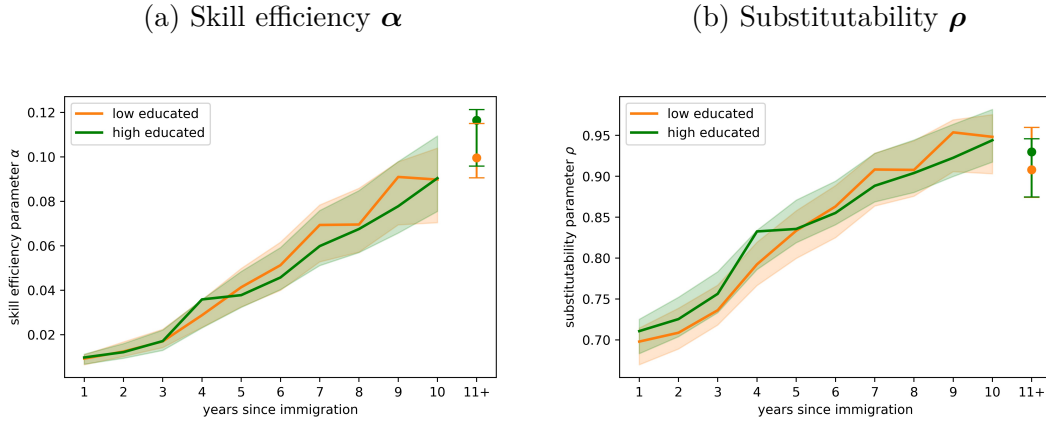 (a) Skill efficiency α
(b) Substitutability ρ
low educated
high educated
0.12
0.10
0.08
0.06
0.04
0.02
skill efficiency parameter α
1 2 3 4 5 6 7 8 9 10 11+
years since immigration
low educated
high educated
0.95
0.90
0.85
0.80
0.75
0.70
substitutability parameter ρ
1 2 3 4 5 6 7 8 9 10 11+
years since immigration